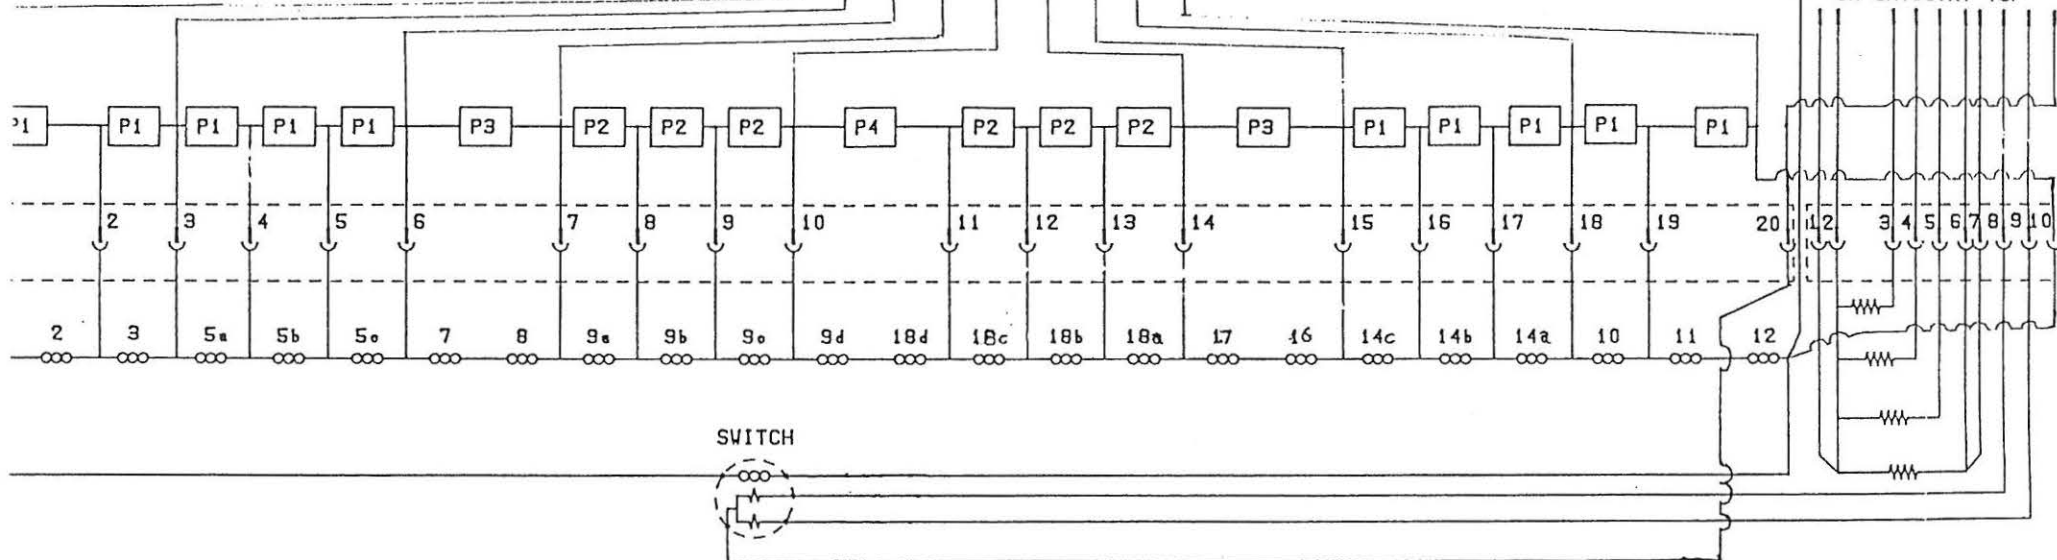 P1 P1 P1 P1 P1 P3 P2 P2 P2 P4 P2 P2 P2 P3 P1 P1 P1 P1 P1
2 3 4 5 6 7 8 9 10 11 12 13 14 15 16 17 18 19 20 1 2 3 4 5 6 7 8 9 10
2 3 5a 5b 5c 7 8 9a 9b 9c 9d 18d 18c 18b 18a 17 16 14c 14b 14a 10 11 12
SWITCH